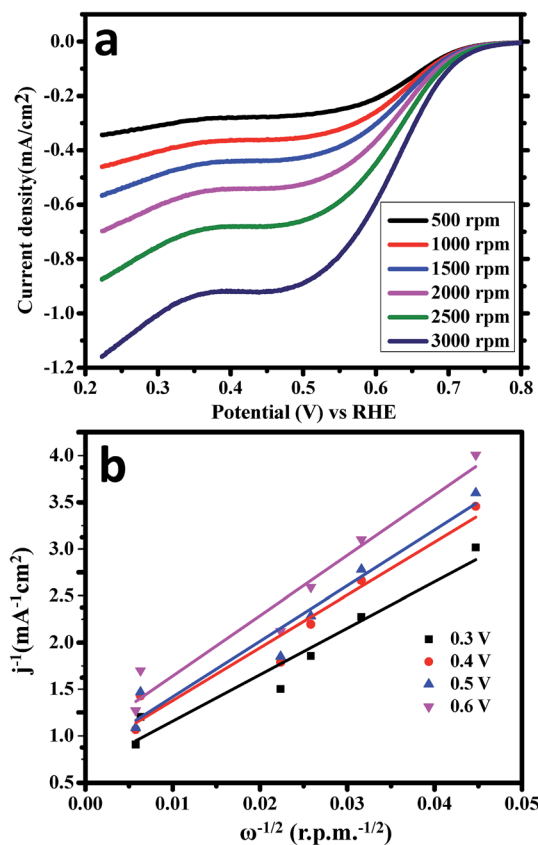 a
0.0
-0.2
-0.4
-0.6
-0.8
-1.0
-1.2
Current density(mA/cm2)
500 rpm
1000 rpm
1500 rpm
2000 rpm
2500 rpm
3000 rpm
0.2 0.3 0.4 0.5 0.6 0.7 0.8
Potential (V) vs RHE
b
4.0
3.5
3.0
2.5
2.0
1.5
1.0
0.5
j⁻¹(mA⁻¹cm²)
0.3 V
0.4 V
0.5 V
0.6 V
0.00 0.01 0.02 0.03 0.04 0.05
ω⁻¹/² (r.p.m.⁻¹/²)